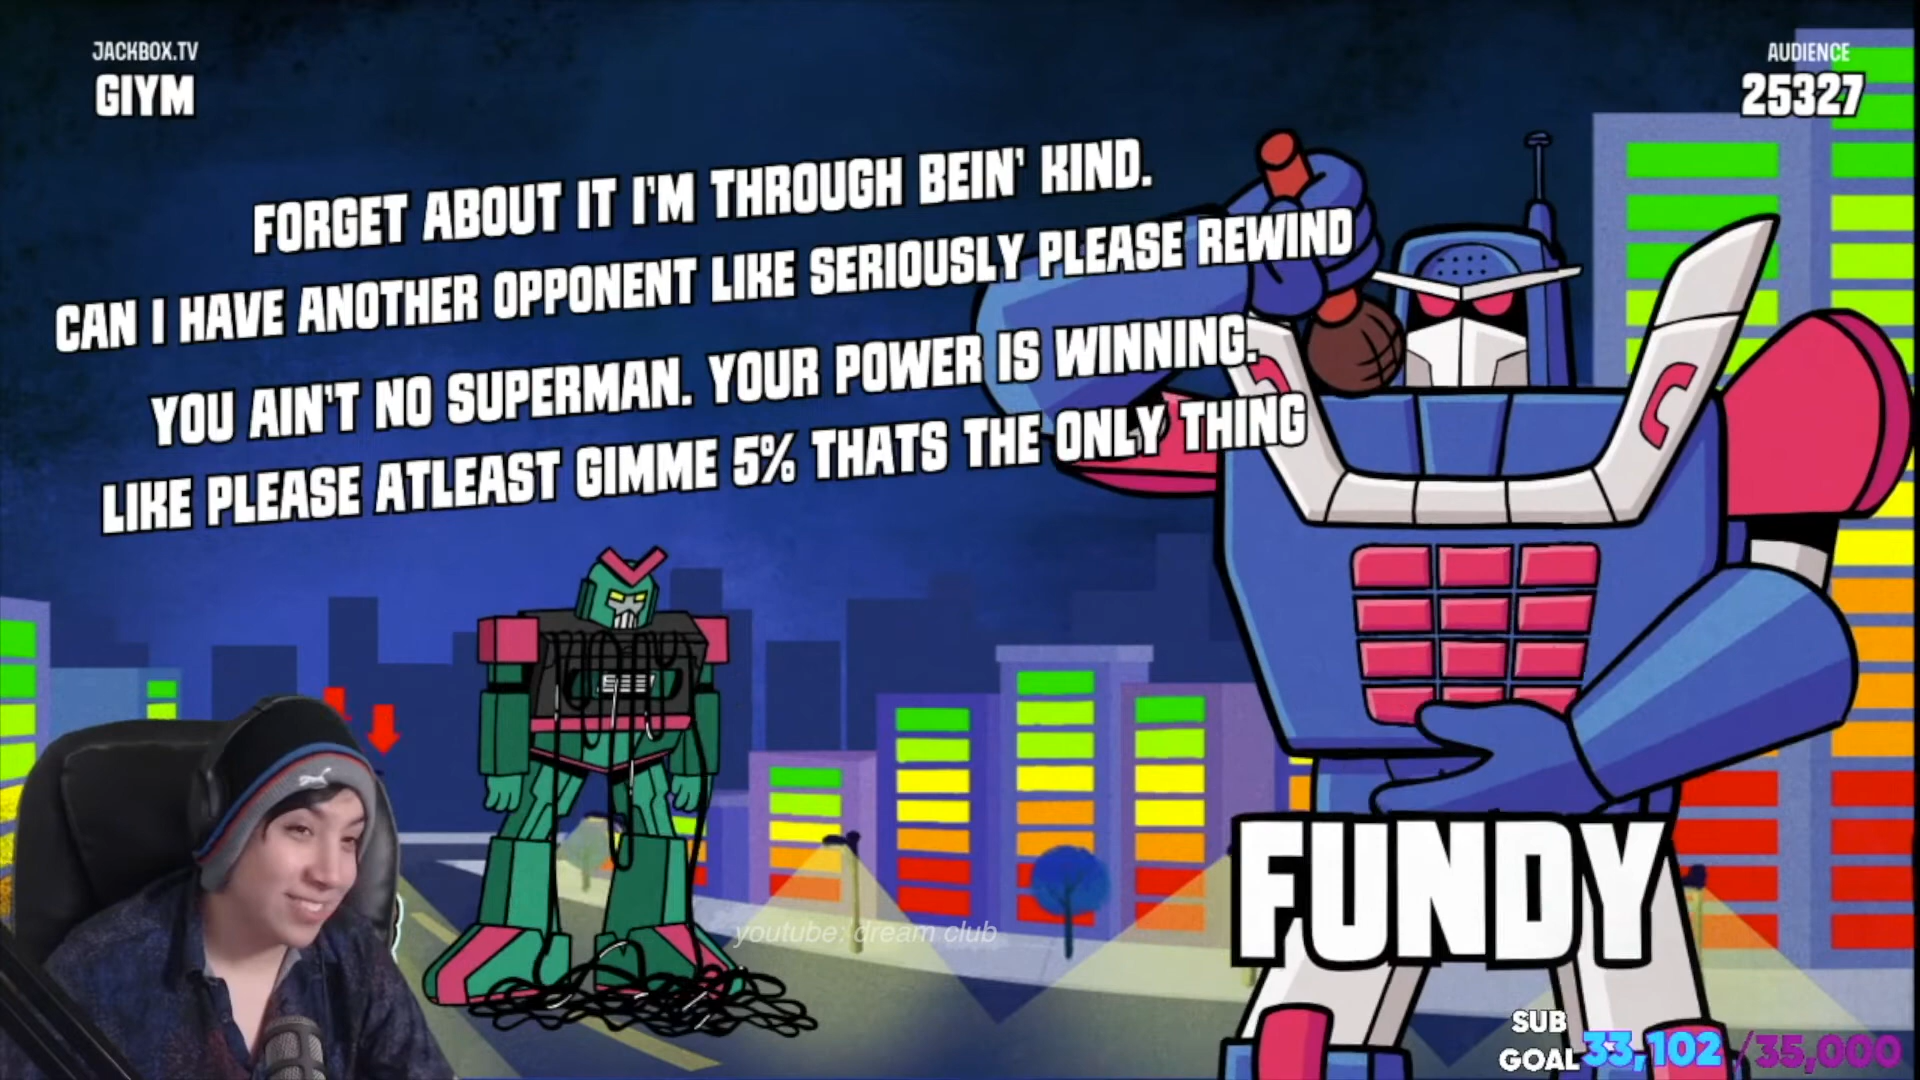 JACKBOX.TV
GIYM
AUDIENCE
25327
FORGET ABOUT IT I'M THROUGH BEIN' KIND.
CAN I HAVE ANOTHER OPPONENT LIKE SERIOUSLY PLEASE REWIND
YOU AIN'T NO SUPERMAN. YOUR POWER IS WINNING.
LIKE PLEASE ATLEAST GIMME 5% THATS THE ONLY THING
youtube: dream club
FUNDY
SUB
GOAL 33,102 / 35,000